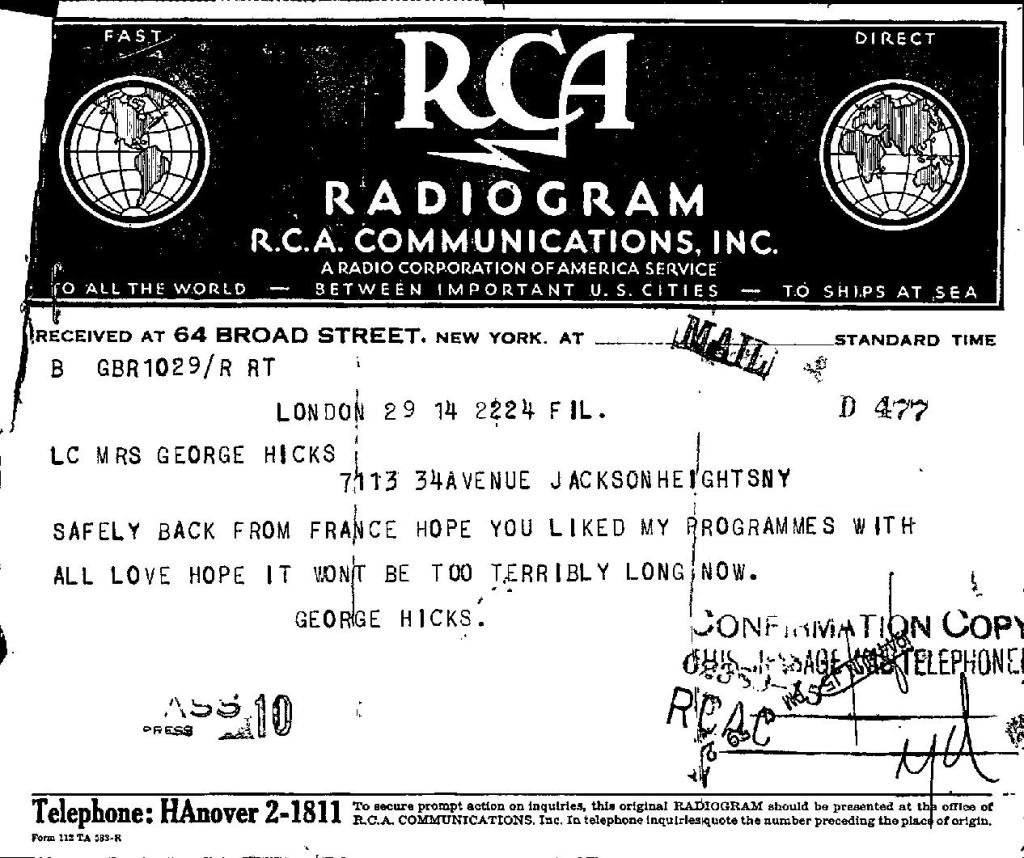 FAST
DIRECT
RCA
RADIOGRAM
R.C.A. COMMUNICATIONS, INC.
A RADIO CORPORATION OF AMERICA SERVICE
TO ALL THE WORLD — BETWEEN IMPORTANT U.S. CITIES — TO SHIPS AT SEA
RECEIVED AT 64 BROAD STREET. NEW YORK. AT STANDARD TIME
MAIL
B GBR1029/R RT
LONDON 29 14 2224 FIL.
D 477
LC MRS GEORGE HICKS
7113 34AVENUE JACKSONHEIGHTSNY
SAFELY BACK FROM FRANCE HOPE YOU LIKED MY PROGRAMMES WITH
ALL LOVE HOPE IT WONT BE TOO TERRIBLY LONG NOW.
GEORGE HICKS.
CONFIRMATION COPY
TELEPHONE
10
PRESS
RCAC
Telephone: HAnover 2-1811
To secure prompt action on inquiries, this original RADIOGRAM should be presented at the office of
R.C.A. COMMUNICATIONS, Inc. In telephone inquiries quote the number preceding the place of origin.
Form 112 TA 583-R